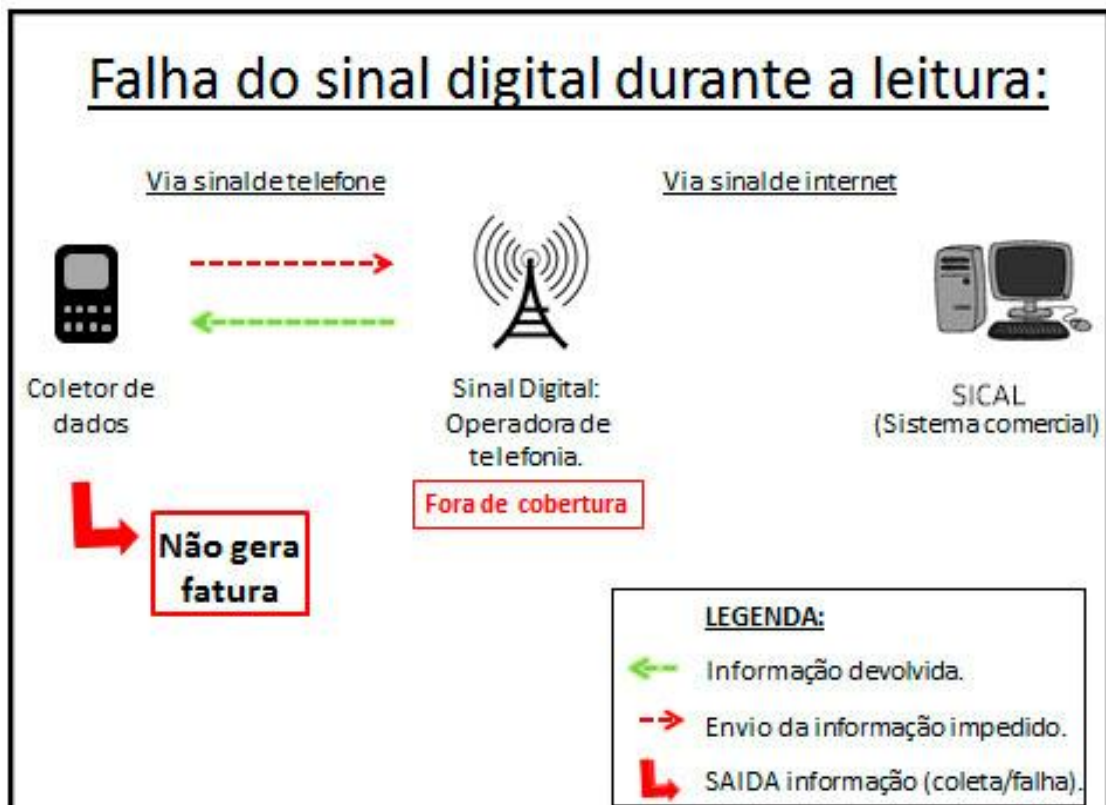 Falha do sinal digital durante a leitura:
Via sinal de telefone
Via sinal de internet
Coletor de
dados
Sinal Digital:
Operadora de
telefonia.
Fora de cobertura
SICAL
(Sistema comercial)
Não gera
fatura
LEGENDA:
Informação devolvida.
Envio da informação impedido.
SAIDA informação (coleta/falha).